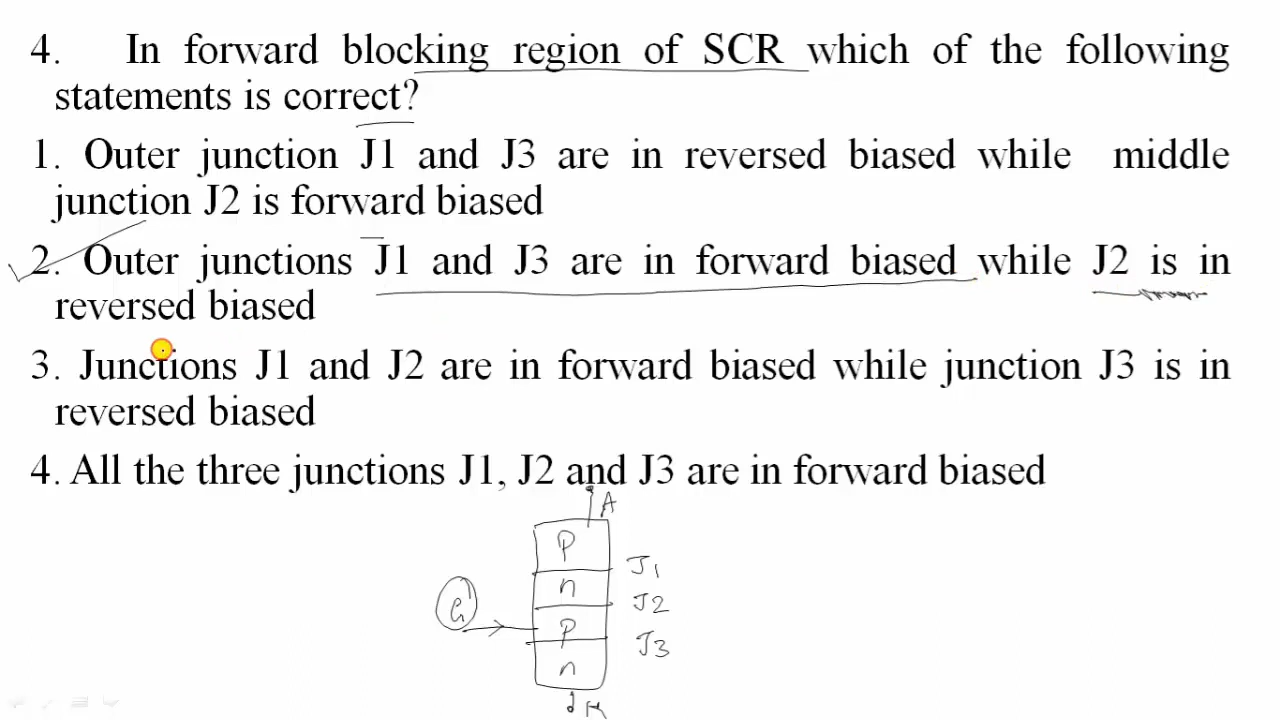 4. In forward blocking region of SCR which of the following
statements is correct?
1. Outer junction J1 and J3 are in reversed biased while middle
junction J2 is forward biased
2. Outer junctions J1 and J3 are in forward biased while J2 is in
reversed biased
3. Junctions J1 and J2 are in forward biased while junction J3 is in
reversed biased
4. All the three junctions J1, J2 and J3 are in forward biased
A
P
J1
n
G
J2
P
J3
n
K